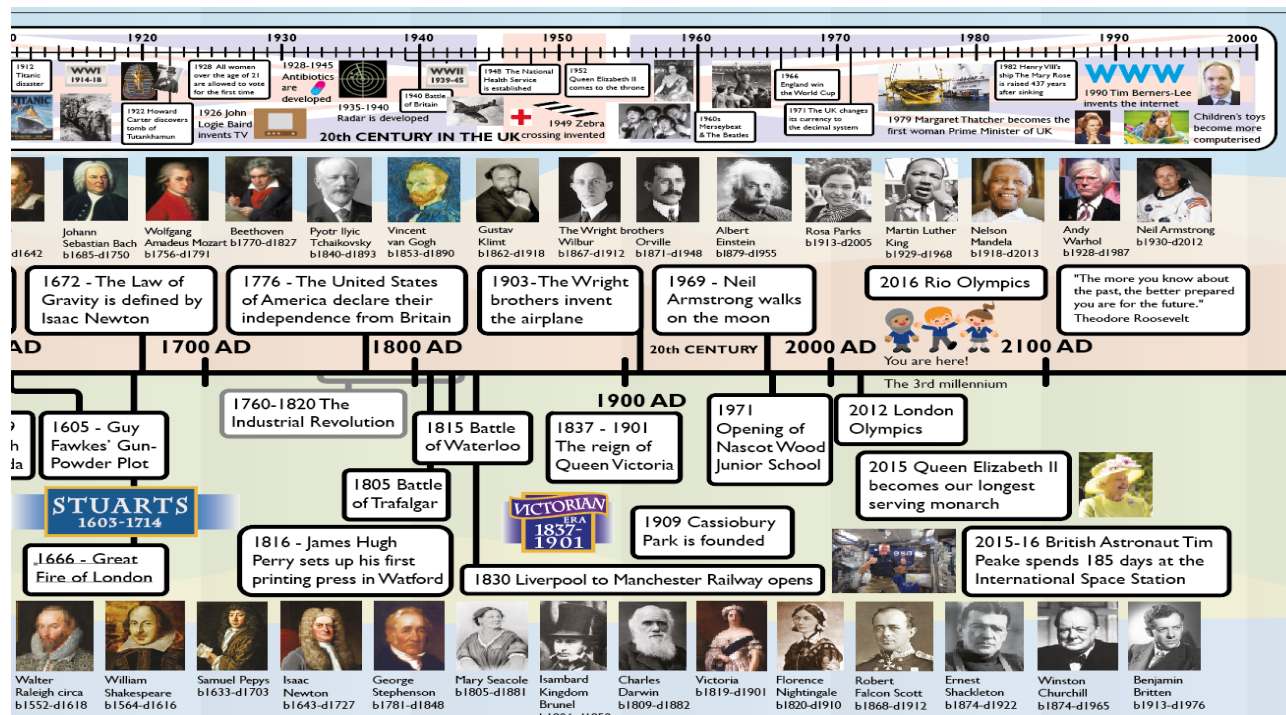 1920
1930
1940
1950
1960
1970
1980
1990
2000
1912
Titanic
disaster
TITANIC
WWI
1914-18
1928 All women
over the age of 21
are allowed to vote
for the first time
1922 Howard
Carter discovers
tomb of
Tutankhamun
1926 John
Logie Baird
invents TV
1928-1945
Antibiotics
are
developed
1935-1940
Radar is developed
WWII
1939-45
1940 Battle
of Britain
1948 The National
Health Service
is established
1949 Zebra
crossing invented
1952
Queen Elizabeth II
comes to the throne
1960s
Merseybeat
& The Beatles
1966
England win
the World Cup
1971 The UK changes
its currency to
the decimal system
1982 Henry VIII's
ship The Mary Rose
is raised 437 years
after sinking
1979 Margaret Thatcher becomes the
first woman Prime Minister of UK
WWW
1990 Tim Berners-Lee
invents the internet
Children's toys
become more
computerised
20th CENTURY IN THE UK
d1642
Johann
Sebastian Bach
b1685-d1750
Wolfgang
Amadeus Mozart
b1756-d1791
Beethoven
b1770-d1827
Pyotr Ilyic
Tchaikovsky
b1840-d1893
Vincent
van Gogh
b1853-d1890
Gustav
Klimt
b1862-d1918
The Wright brothers
Wilbur
b1867-d1912
Orville
b1871-d1948
Albert
Einstein
b1879-d1955
Rosa Parks
b1913-d2005
Martin Luther
King
b1929-d1968
Nelson
Mandela
b1918-d2013
Andy
Warhol
b1928-d1987
Neil Armstrong
b1930-d2012
1672 - The Law of
Gravity is defined by
Isaac Newton
1776 - The United States
of America declare their
independence from Britain
1903-The Wright
brothers invent
the airplane
1969 - Neil
Armstrong walks
on the moon
2016 Rio Olympics
"The more you know about
the past, the better prepared
you are for the future."
Theodore Roosevelt
AD
1700 AD
1800 AD
20th CENTURY
2000 AD
You are here!
2100 AD
The 3rd millennium
1900 AD
1605 - Guy
Fawkes' Gun-
Powder Plot
1760-1820 The
Industrial Revolution
1815 Battle
of Waterloo
1837 - 1901
The reign of
Queen Victoria
1971
Opening of
Nascot Wood
Junior School
2012 London
Olympics
STUARTS
1603-1714
1805 Battle
of Trafalgar
VICTORIAN
ERA
1837-
1901
2015 Queen Elizabeth II
becomes our longest
serving monarch
1909 Cassiobury
Park is founded
1666 - Great
Fire of London
1816 - James Hugh
Perry sets up his first
printing press in Watford
1830 Liverpool to Manchester Railway opens
2015-16 British Astronaut Tim
Peake spends 185 days at the
International Space Station
Walter
Raleigh circa
b1552-d1618
William
Shakespeare
b1564-d1616
Samuel Pepys
b1633-d1703
Isaac
Newton
b1643-d1727
George
Stephenson
b1781-d1848
Mary Seacole
b1805-d1881
Isambard
Kingdom
Brunel
Charles
Darwin
b1809-d1882
Victoria
b1819-d1901
Florence
Nightingale
b1820-d1910
Robert
Falcon Scott
b1868-d1912
Ernest
Shackleton
b1874-d1922
Winston
Churchill
b1874-d1965
Benjamin
Britten
b1913-d1976